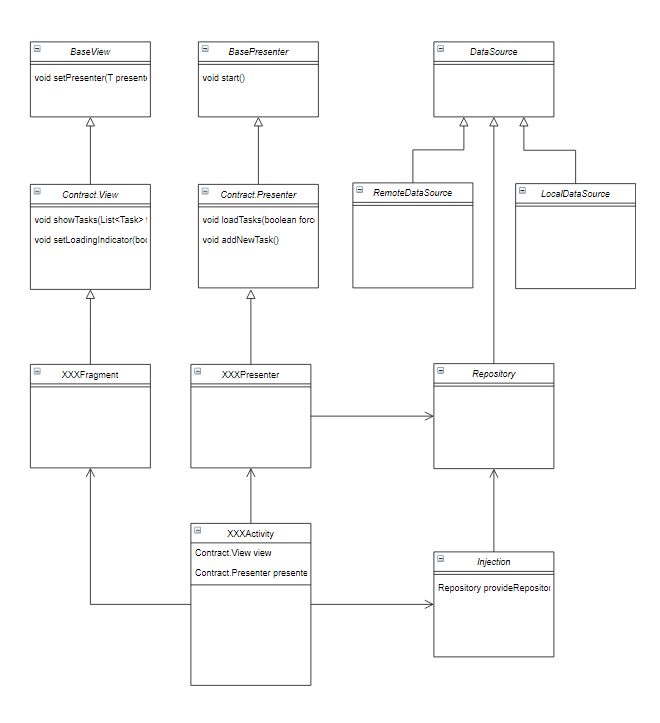 BaseView
void setPresenter(T presente
BasePresenter
void start()
DataSource
Contract.View
void showTasks(List<Task>
void setLoadingIndicator(boo
Contract.Presenter
void loadTasks(boolean forc
void addNewTask()
RemoteDataSource
LocalDataSource
XXXFragment
XXXPresenter
Repository
XXXActivity
Contract.View view
Contract.Presenter presente
Injection
Repository provideRepositor